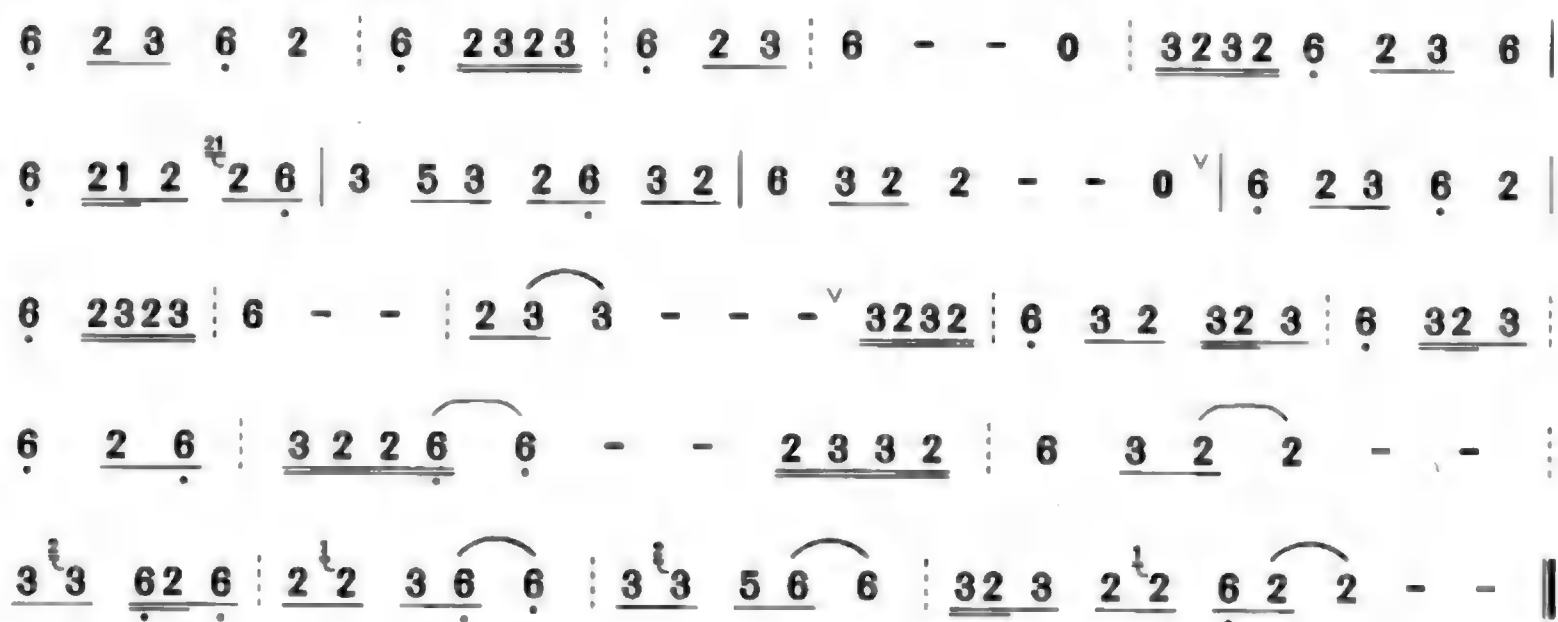 6̣ 2 3 6̣ 2 ┊ 6̣ 2323 ┊ 6̣ 2 3 ┊ 6 - - 0 ┊ 3232 6̣ 2 3 6 |
6̣ 21 2 21 2 6̣ | 3 5 3 2 6̣ 3 2 | 6 3 2 2 - - 0 ∨ | 6̣ 2 3 6̣ 2 |
6̣ 2323 ┊ 6 - - ┊ 2 3 3 - - - ∨ 3232 ┊ 6̣ 3 2 32 3 ┊ 6̣ 32 3 ┊
6̣ 2 6̣ ┊ 3 2 2 6̣ 6̣ - - 2 3 3 2 ┊ 6 3 2 2 - - ┊
3 3 6̣2 6̣ ┊ 2 2 3 6̣ 6̣ ┊ 3 3 5 6 6 ┊ 32 3 2 1 2 6̣ 2 2 - - ‖